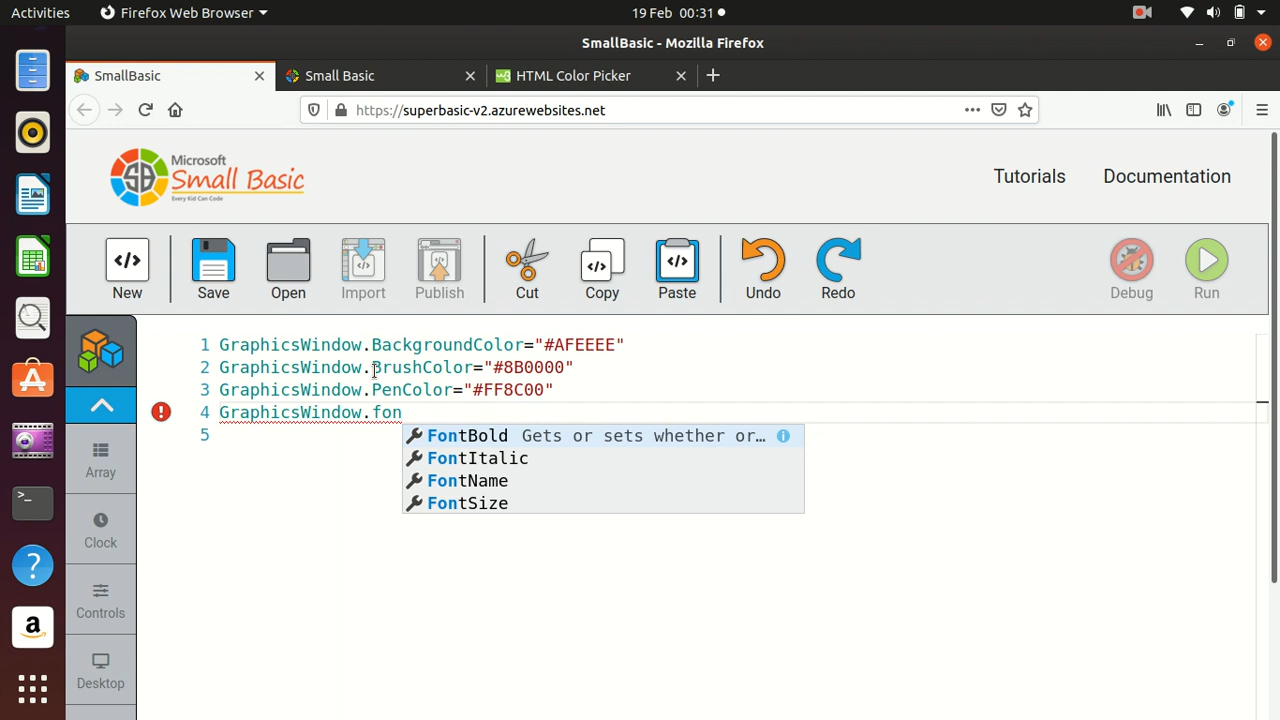 Activities Firefox Web Browser 19 Feb 00:31
SmallBasic - Mozilla Firefox
SmallBasic Small Basic HTML Color Picker
https://superbasic-v2.azurewebsites.net
Microsoft
Small Basic
Every Kid Can Code
Tutorials Documentation
New Save Open Import Publish Cut Copy Paste Undo Redo Debug Run
1 GraphicsWindow.BackgroundColor="#AFEEEE"
2 GraphicsWindow.BrushColor="#8B0000"
3 GraphicsWindow.PenColor="#FF8C00"
4 GraphicsWindow.fon
5
FontBold Gets or sets whether or…
FontItalic
FontName
FontSize
Array
Clock
Controls
Desktop